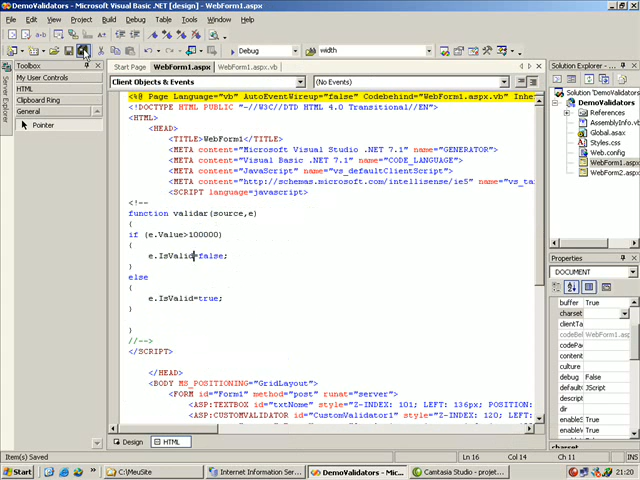 DemoValidators - Microsoft Visual Basic .NET [design] - WebForm1.aspx
File Edit View Project Build Debug Table Tools Window Help
Debug width
Toolbox
Start Page WebForm1.aspx WebForm1.aspx.vb
Solution Explorer - ...
My User Controls
Client Objects & Events (No Events)
HTML
Clipboard Ring
General
Pointer
Server Explorer
<%@ Page Language="vb" AutoEventWireup="false" Codebehind="WebForm1.aspx.vb" Inher
<!DOCTYPE HTML PUBLIC "-//W3C//DTD HTML 4.0 Transitional//EN">
<HTML>
<HEAD>
<TITLE>WebForm1</TITLE>
<META content="Microsoft Visual Studio .NET 7.1" name="GENERATOR">
<META content="Visual Basic .NET 7.1" name="CODE_LANGUAGE">
<META content="JavaScript" name="vs_defaultClientScript">
<META content="http://schemas.microsoft.com/intellisense/ie5" name="vs_ta
<SCRIPT language=javascript>
<!--
function validar(source,e)
{
if (e.Value>100000)
{
e.IsValid=false;
}
else
{
e.IsValid=true;
}
}
//-->
</SCRIPT>
</HEAD>
<BODY MS_POSITIONING="GridLayout">
<FORM id="Form1" method="post" runat="server">
<ASP:TEXTBOX id="txtNome" style="Z-INDEX: 101; LEFT: 136px; POSITION:
<ASP:CUSTOMVALIDATOR id="CustomValidator1" style="Z-INDEX: 120; LEFT:
Design HTML
Solution 'DemoValidators' (1
DemoValidators
References
AssemblyInfo.vb
Global.asax
Styles.css
Web.config
WebForm1.aspx
WebForm2.aspx
Properties
DOCUMENT
buffer True
charset
clientTa
codeBe WebForm1.as
codePa
content
culture
debug False
default JScript
descrip
dir
enableS True
enableV True
errorPa
charset
Item(s) Saved
Ln 16 Col 14 Ch 11 INS
Start C:\MeuSite Internet Information Ser... DemoValidators - Mic... Camtasia Studio - projet... 21:20